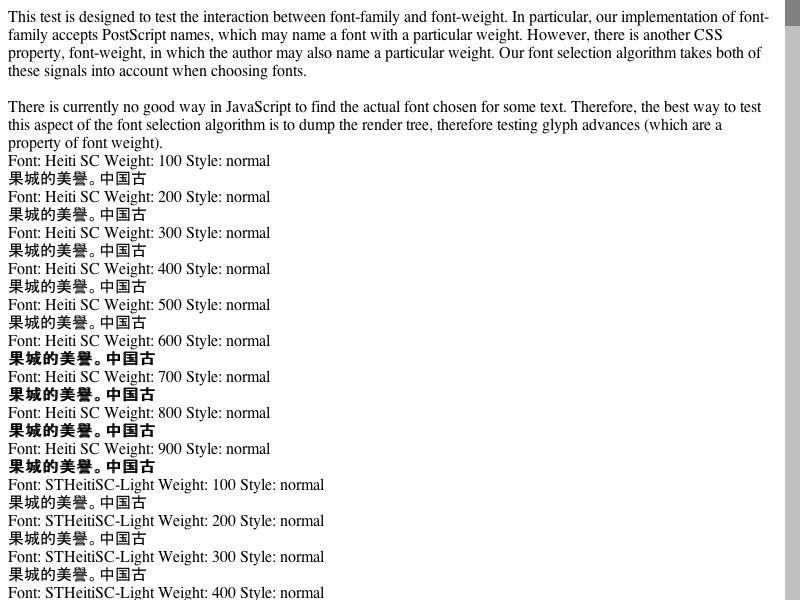 This test is designed to test the interaction between font-family and font-weight. In particular, our implementation of font-
family accepts PostScript names, which may name a font with a particular weight. However, there is another CSS
property, font-weight, in which the author may also name a particular weight. Our font selection algorithm takes both of
these signals into account when choosing fonts.
There is currently no good way in JavaScript to find the actual font chosen for some text. Therefore, the best way to test
this aspect of the font selection algorithm is to dump the render tree, therefore testing glyph advances (which are a
property of font weight).
Font: Heiti SC Weight: 100 Style: normal
果城的美譽。中国古
Font: Heiti SC Weight: 200 Style: normal
果城的美譽。中国古
Font: Heiti SC Weight: 300 Style: normal
果城的美譽。中国古
Font: Heiti SC Weight: 400 Style: normal
果城的美譽。中国古
Font: Heiti SC Weight: 500 Style: normal
果城的美譽。中国古
Font: Heiti SC Weight: 600 Style: normal
果城的美譽。中国古
Font: Heiti SC Weight: 700 Style: normal
果城的美譽。中国古
Font: Heiti SC Weight: 800 Style: normal
果城的美譽。中国古
Font: Heiti SC Weight: 900 Style: normal
果城的美譽。中国古
Font: STHeitiSC-Light Weight: 100 Style: normal
果城的美譽。中国古
Font: STHeitiSC-Light Weight: 200 Style: normal
果城的美譽。中国古
Font: STHeitiSC-Light Weight: 300 Style: normal
果城的美譽。中国古
Font: STHeitiSC-Light Weight: 400 Style: normal